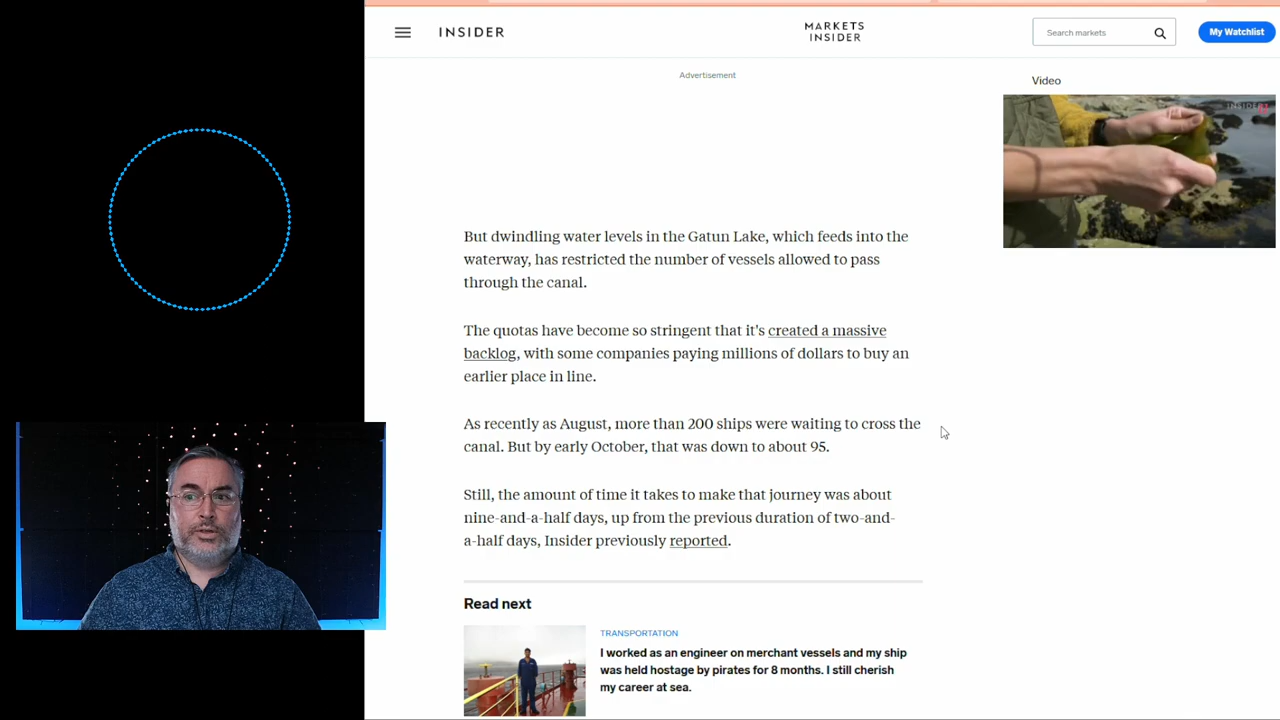 INSIDER
MARKETS
INSIDER
Search markets
My Watchlist
Advertisement
Video
INSIDER
But dwindling water levels in the Gatun Lake, which feeds into the
waterway, has restricted the number of vessels allowed to pass
through the canal.
The quotas have become so stringent that it's created a massive
backlog, with some companies paying millions of dollars to buy an
earlier place in line.
As recently as August, more than 200 ships were waiting to cross the
canal. But by early October, that was down to about 95.
Still, the amount of time it takes to make that journey was about
nine-and-a-half days, up from the previous duration of two-and-
a-half days, Insider previously reported.
Read next
TRANSPORTATION
I worked as an engineer on merchant vessels and my ship
was held hostage by pirates for 8 months. I still cherish
my career at sea.